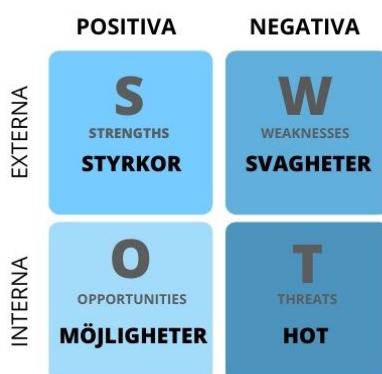 POSITIVA NEGATIVA
EXTERNA
S
STRENGTHS
STYRKOR
W
WEAKNESSES
SVAGHETER
INTERNA
O
OPPORTUNITIES
MÖJLIGHETER
T
THREATS
HOT